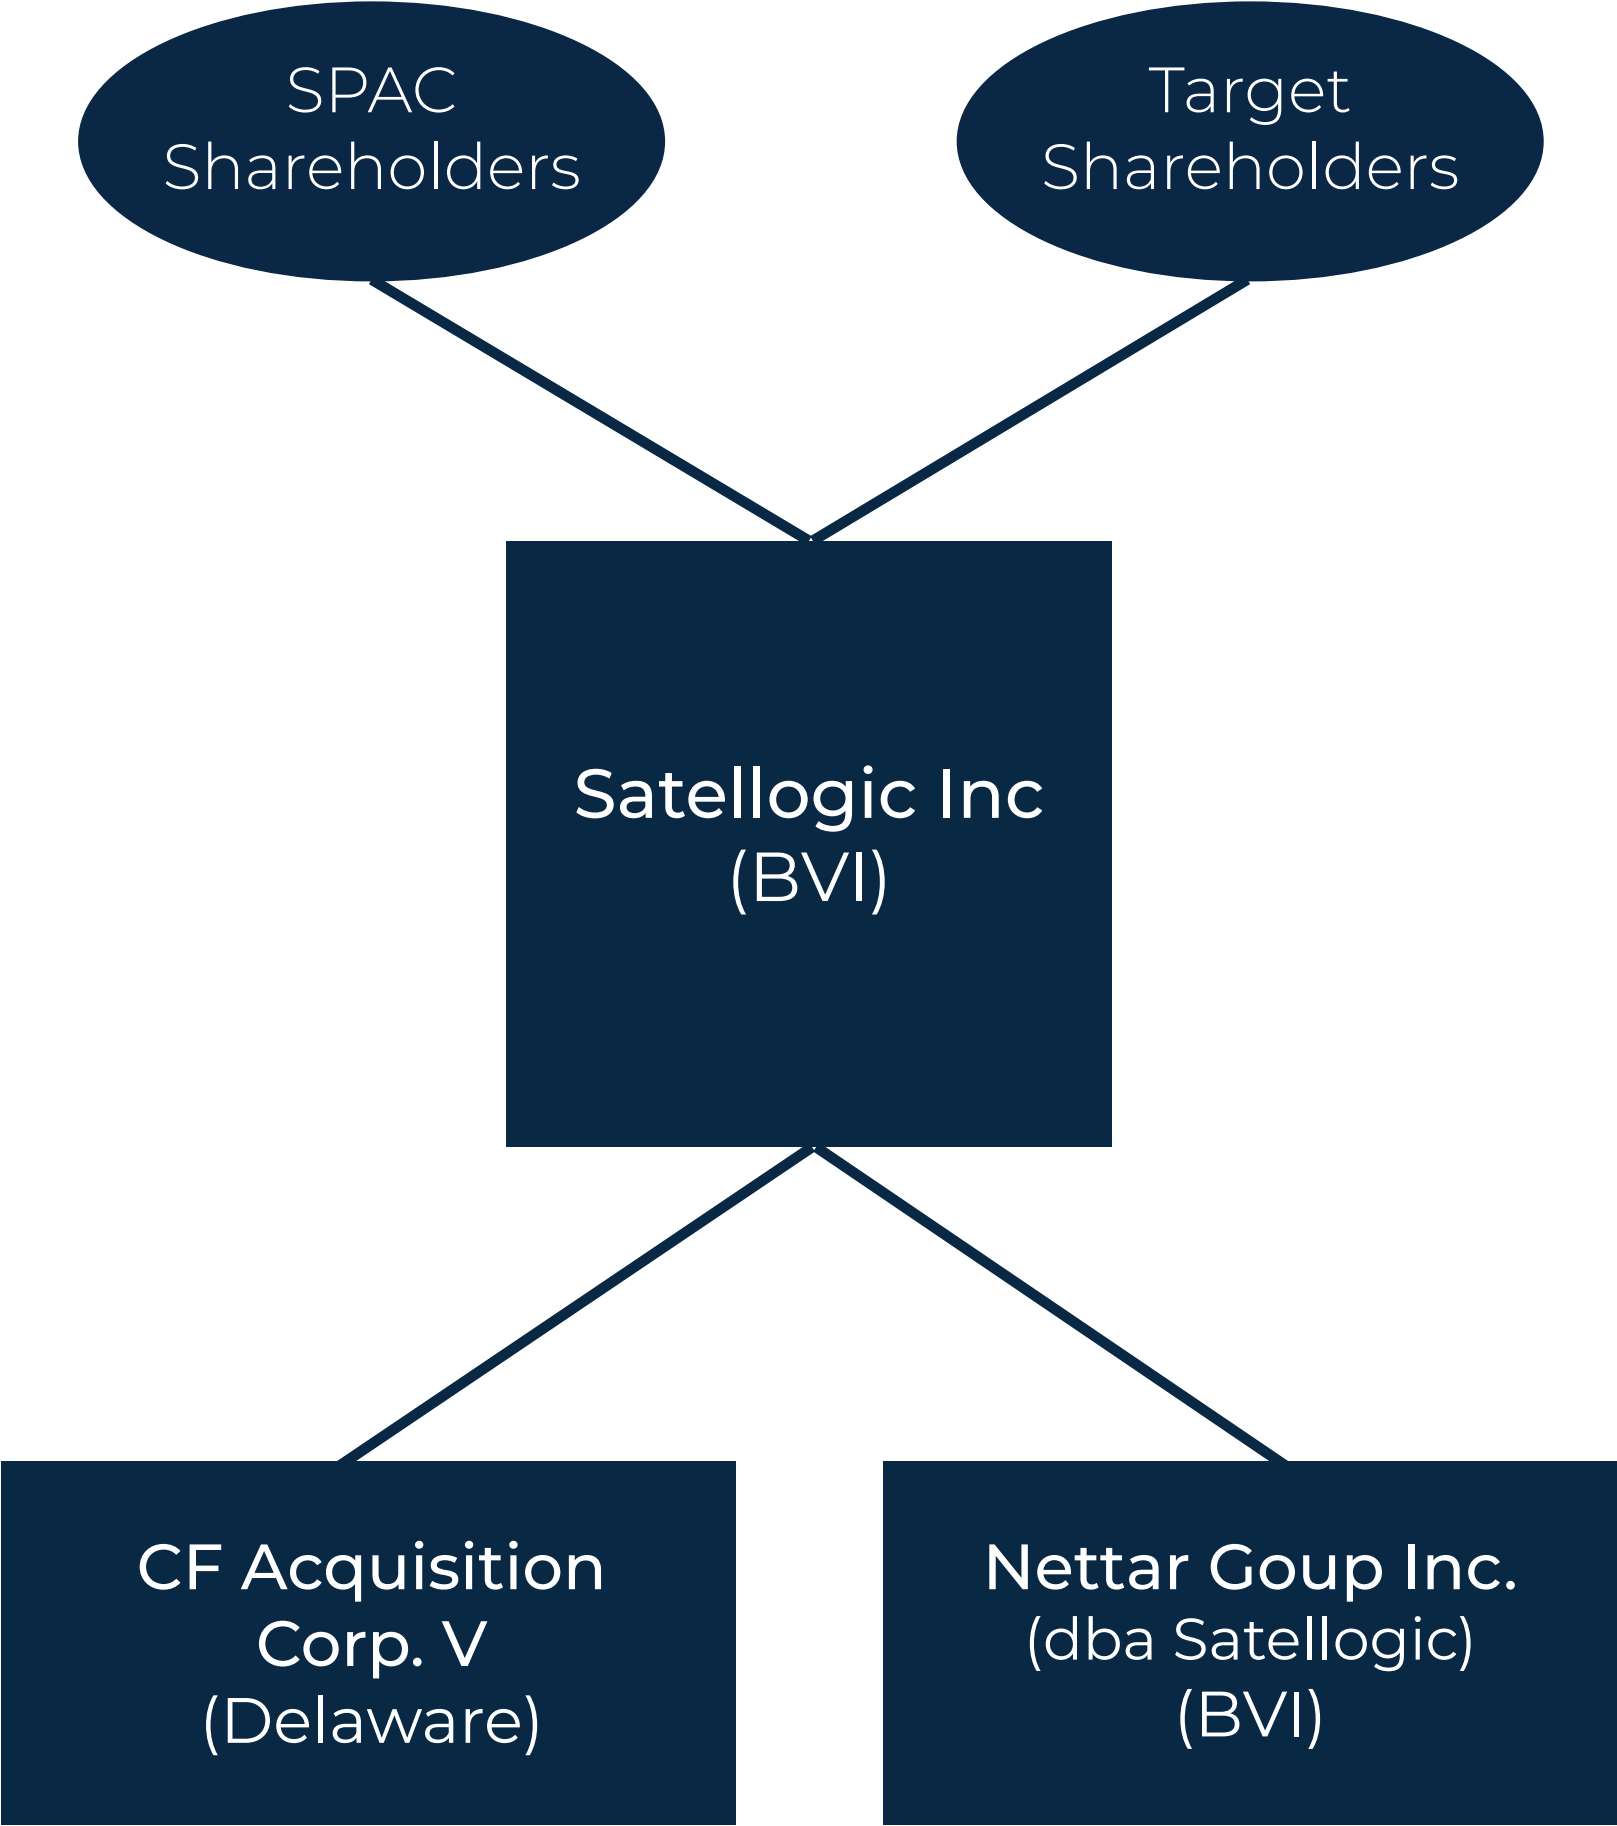 SPAC
Shareholders
Target
Shareholders
Satellogic Inc
(BVI)
CF Acquisition
Corp. V
(Delaware)
Nettar Goup Inc.
(dba Satellogic)
(BVI)